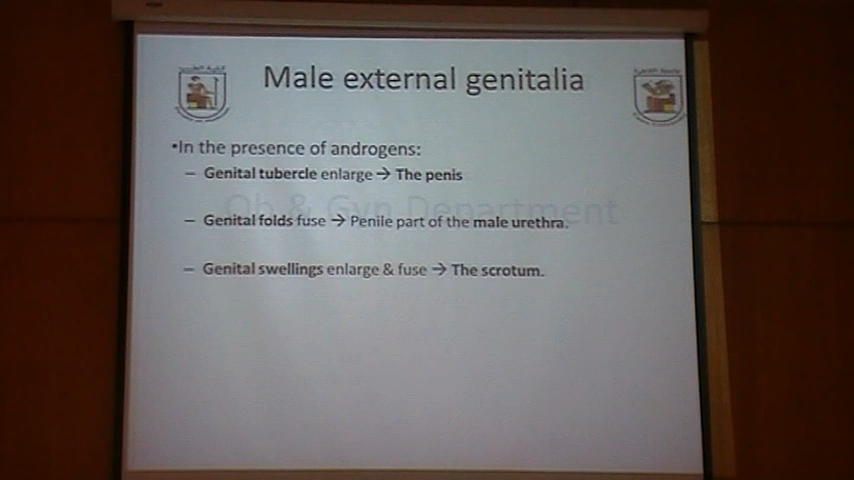 Male external genitalia
•In the presence of androgens:
– Genital tubercle enlarge → The penis
Ob & Gyn Department
– Genital folds fuse → Penile part of the male urethra.
– Genital swellings enlarge & fuse → The scrotum.